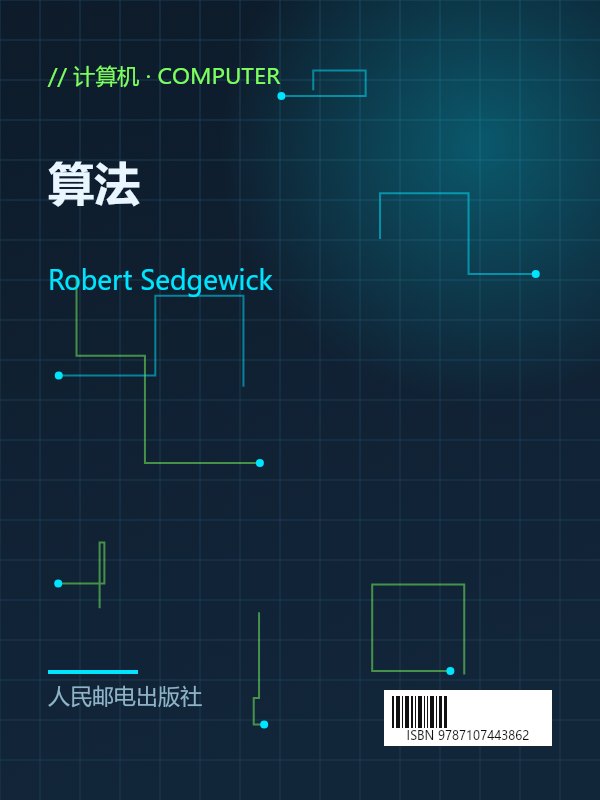 // 计算机 · COMPUTER
算法
Robert Sedgewick
人民邮电出版社
ISBN 9787107443862